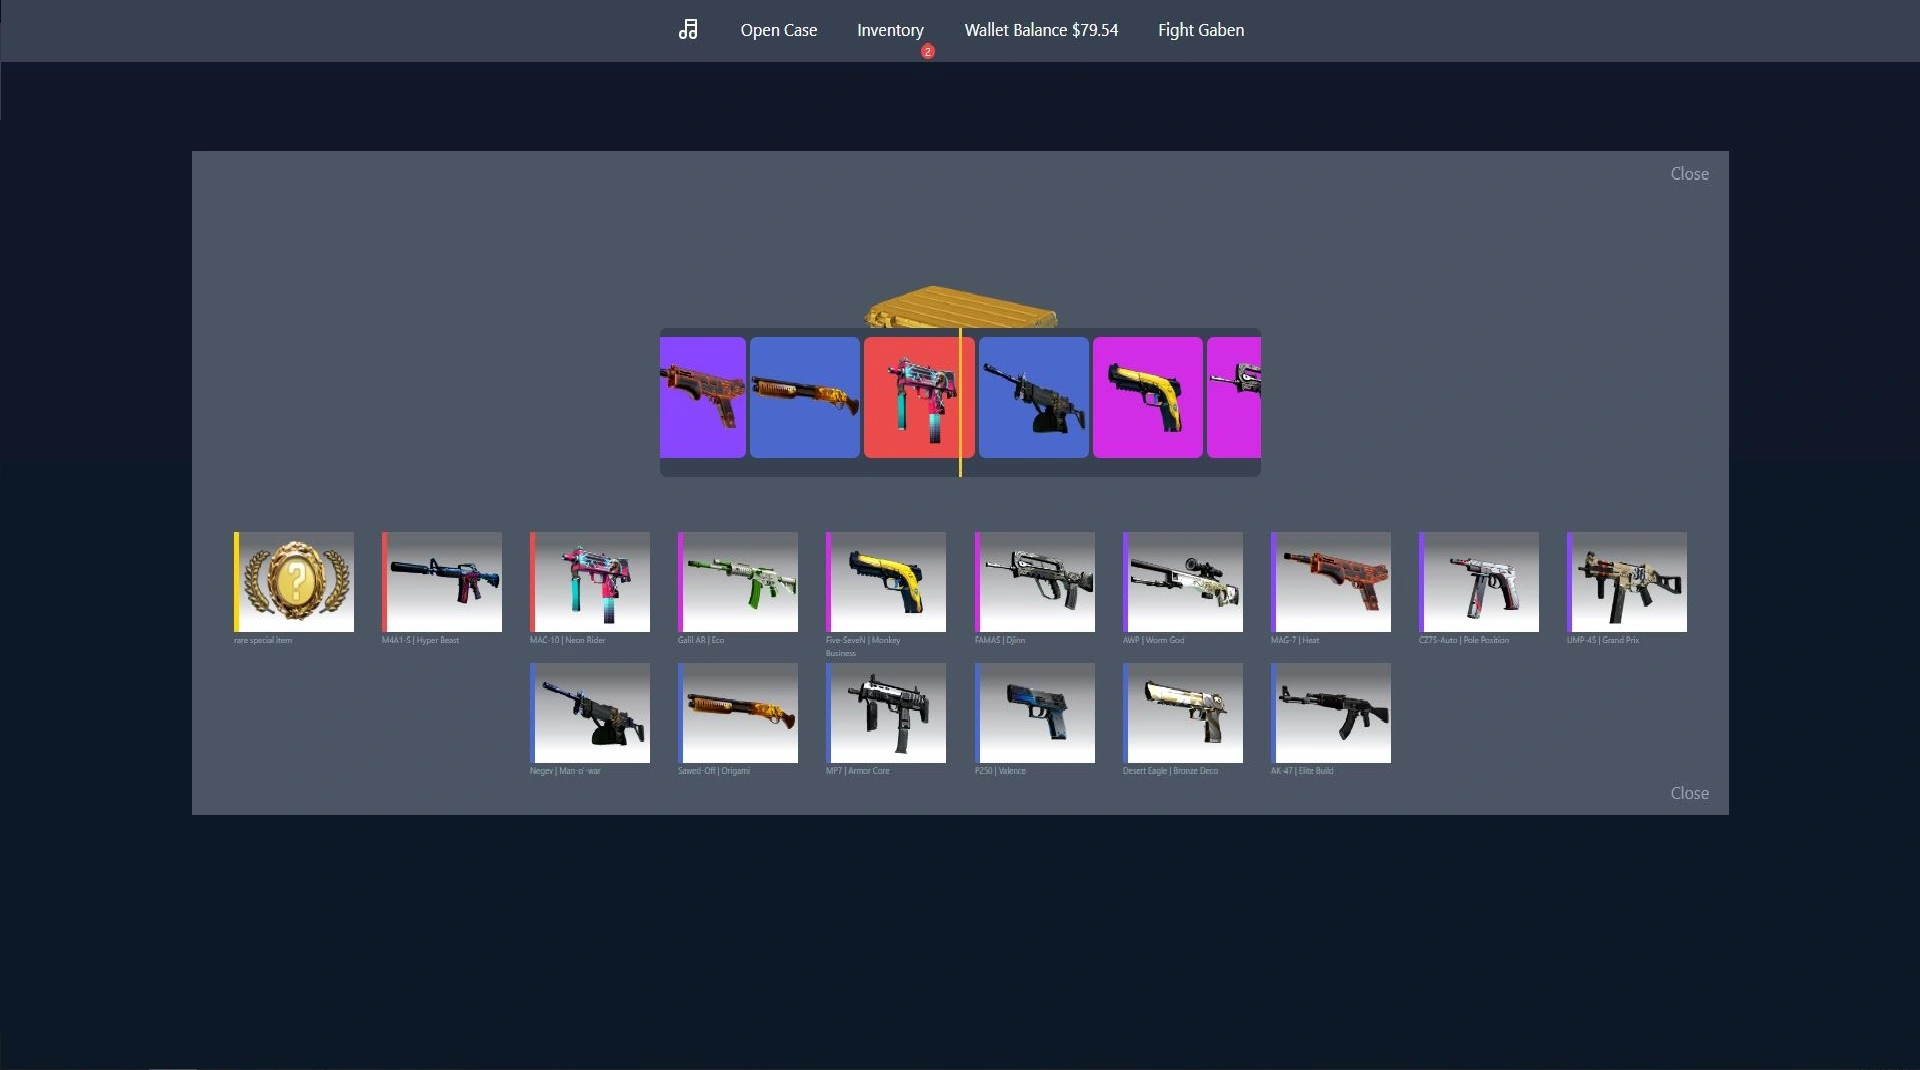 Open Case
Inventory
2
Wallet Balance $79.54
Fight Gaben
Close
rare special item
M4A1-S | Hyper Beast
MAC-10 | Neon Rider
Galil AR | Eco
Five-SeveN | Monkey
Business
FAMAS | Djinn
AWP | Worm God
MAG-7 | Heat
CZ75-Auto | Pole Position
UMP-45 | Grand Prix
Negev | Man-o'-war
Sawed-Off | Origami
MP7 | Armor Core
P250 | Valence
Desert Eagle | Bronze Deco
AK-47 | Elite Build
Close